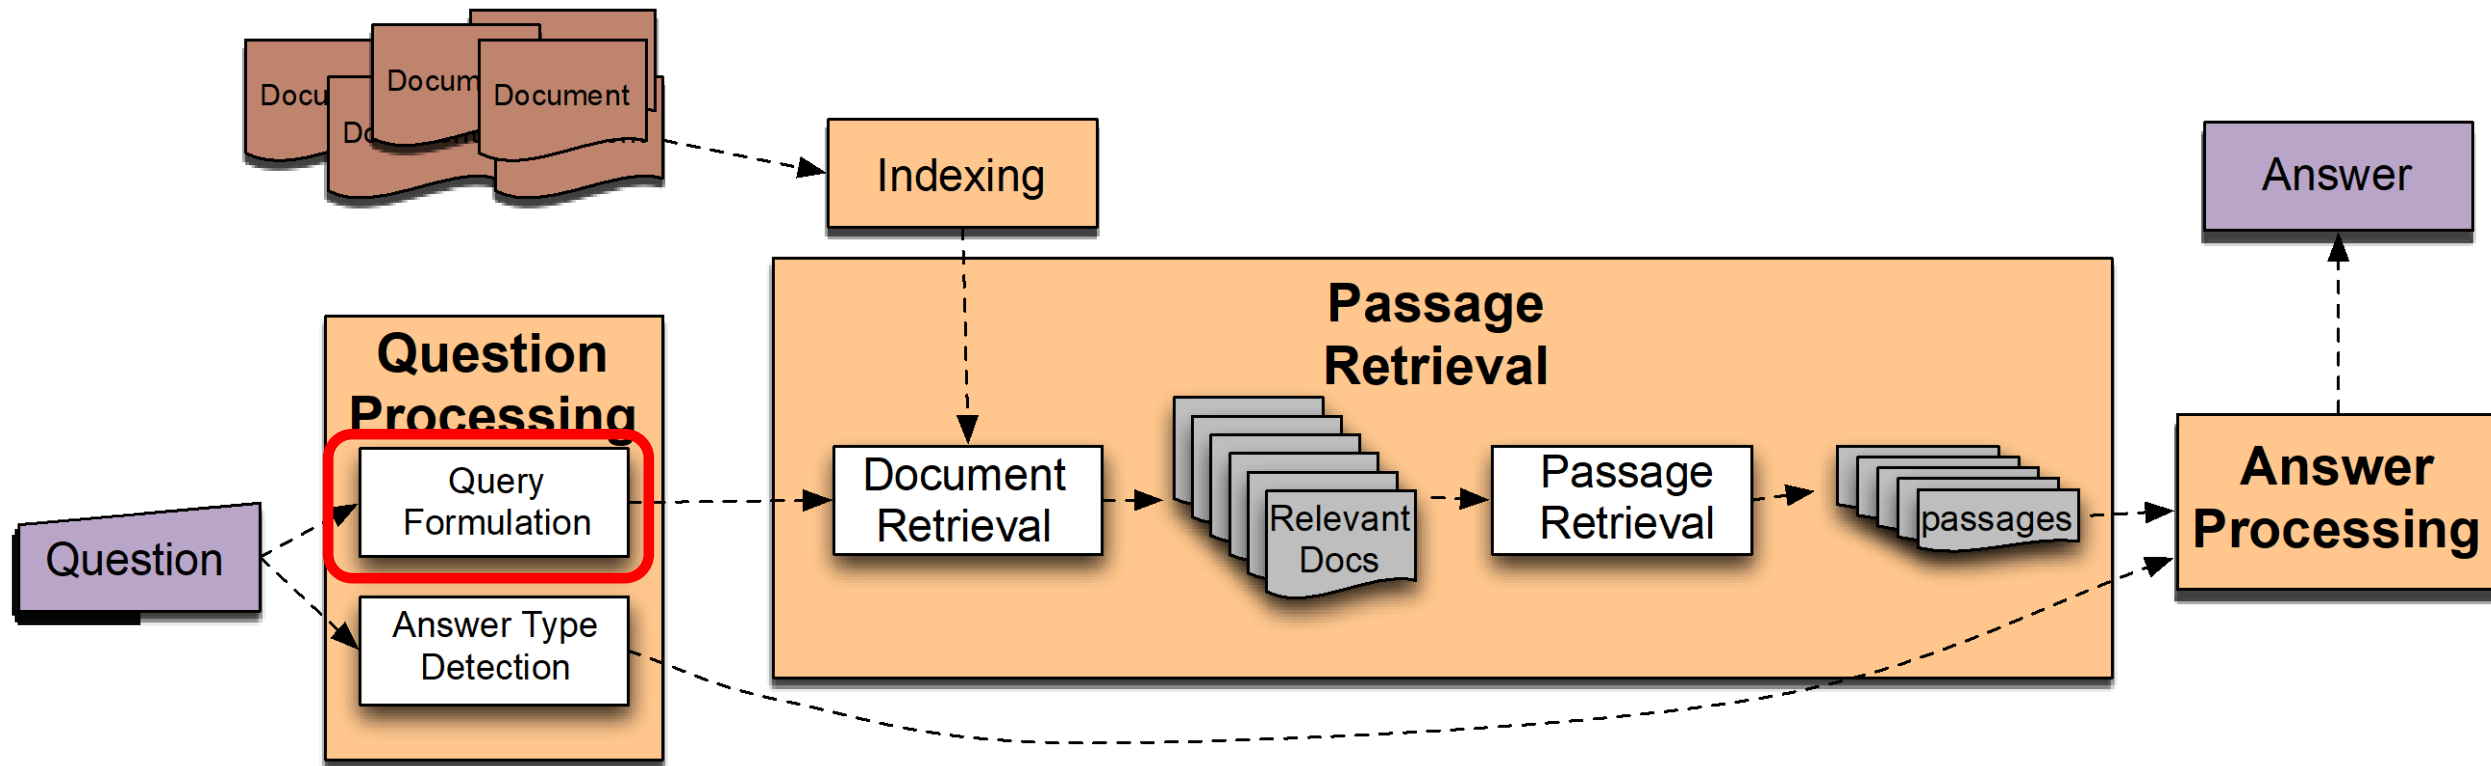 Docu
Docum
Document
Do
Indexing
Answer
Passage
Retrieval
Question
Processing
Query
Formulation
Document
Retrieval
Relevant
Docs
Passage
Retrieval
passages
Answer
Processing
Question
Answer Type
Detection